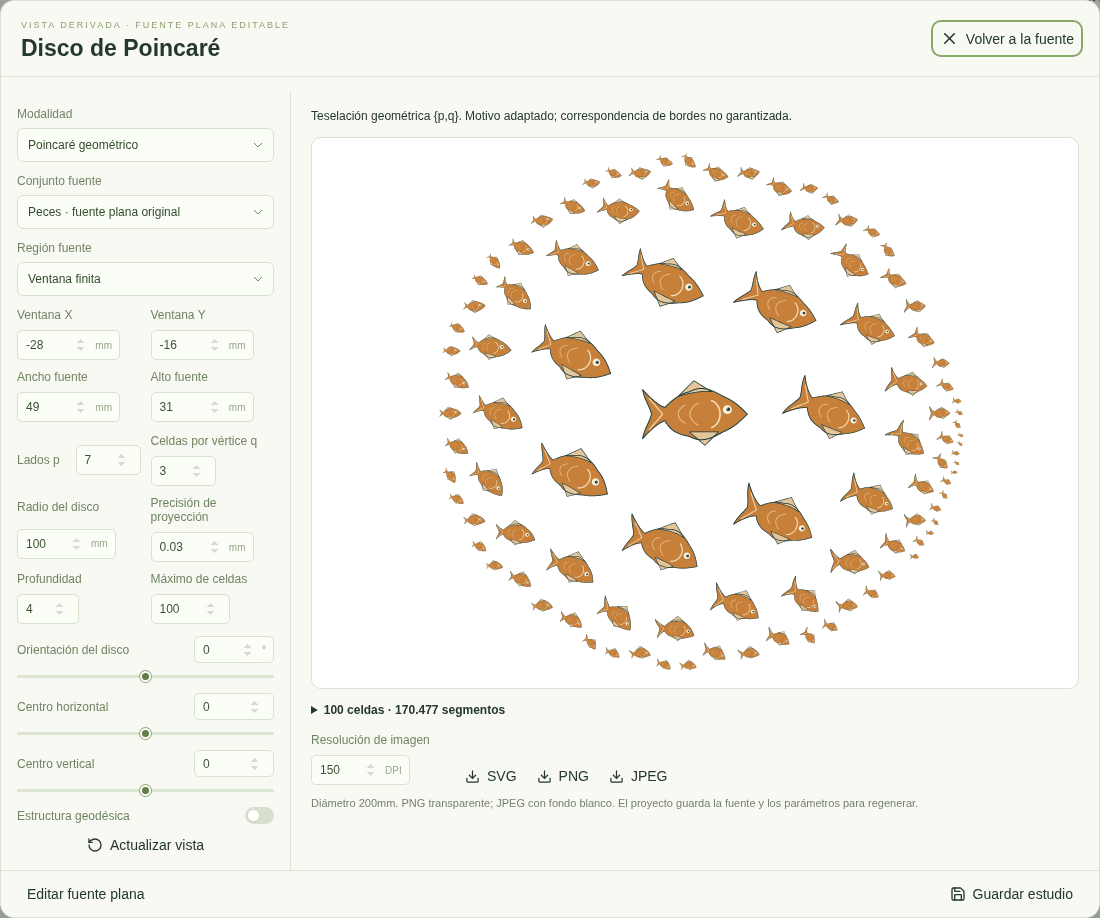 VISTA DERIVADA · FUENTE PLANA EDITABLE
Disco de Poincaré
Volver a la fuente
Modalidad
Poincaré geométrico
Conjunto fuente
Peces · fuente plana original
Región fuente
Ventana finita
Ventana X
Ventana Y
-28 mm
-16 mm
Ancho fuente
Alto fuente
49 mm
31 mm
Lados p
7
Celdas por vértice q
3
Radio del disco
Precisión de
proyección
100 mm
0.03 mm
Profundidad
Máximo de celdas
4
100
Orientación del disco
0 °
Centro horizontal
0
Centro vertical
0
Estructura geodésica
Actualizar vista
Teselación geométrica {p,q}. Motivo adaptado; correspondencia de bordes no garantizada.
100 celdas · 170.477 segmentos
Resolución de imagen
150 DPI
SVG
PNG
JPEG
Diámetro 200mm. PNG transparente; JPEG con fondo blanco. El proyecto guarda la fuente y los parámetros para regenerar.
Editar fuente plana
Guardar estudio